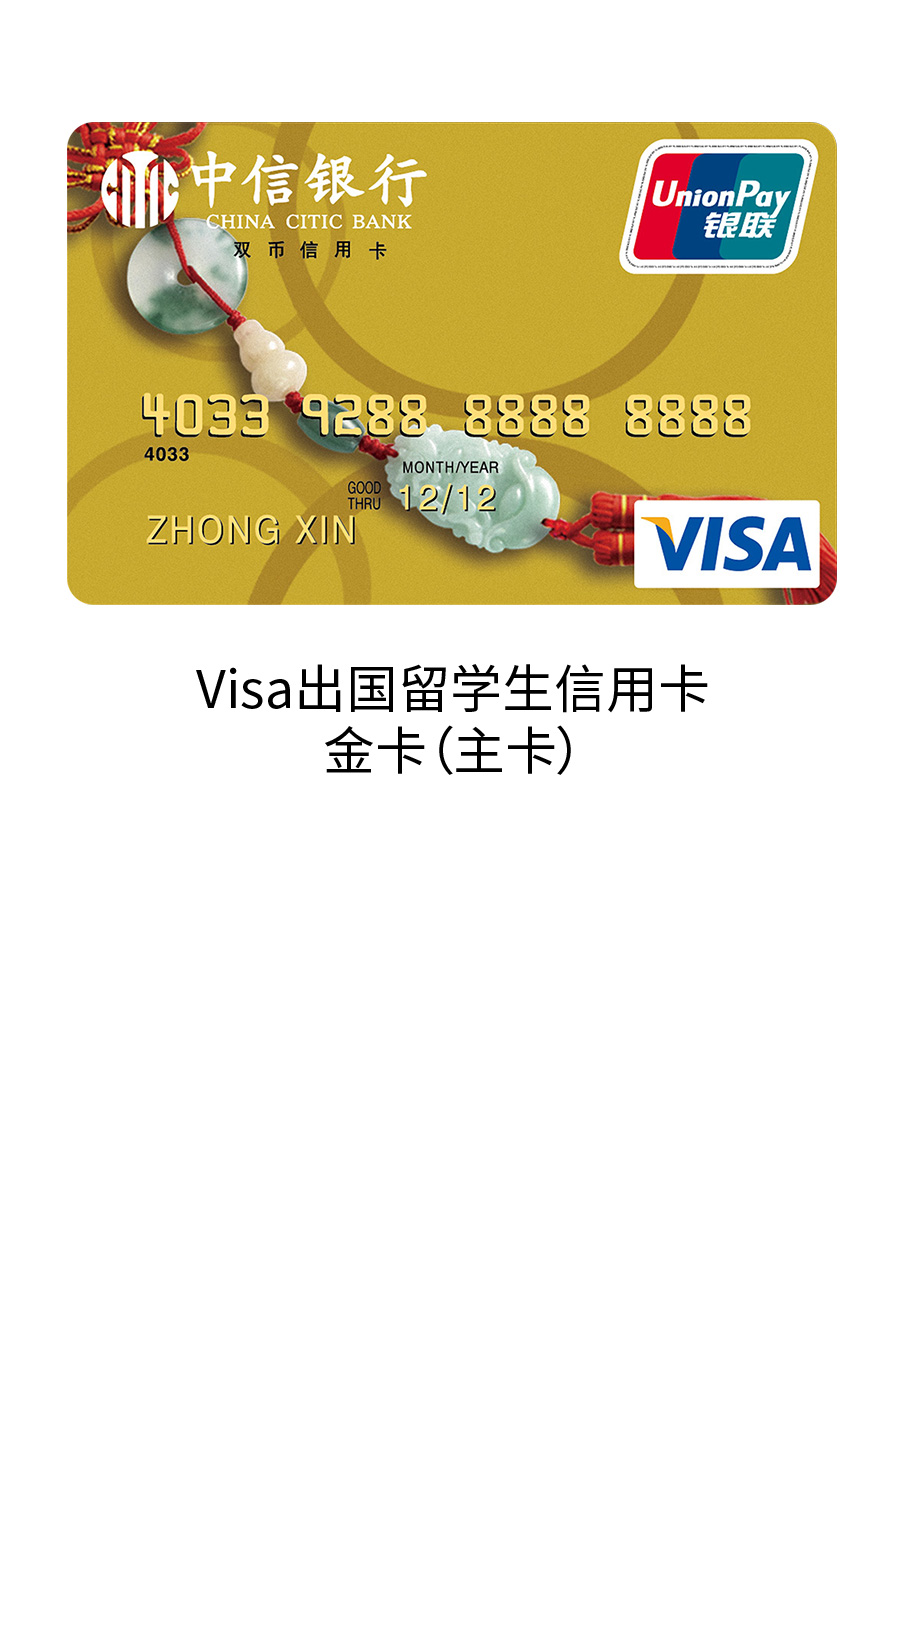 中信银行
CHINA CITIC BANK
双币信用卡
CITIC
UnionPay
银联
4033 9288 8888 8888
4033
MONTH/YEAR
GOOD THRU 12/12
ZHONG XIN
VISA
Visa出国留学生信用卡
金卡(主卡)